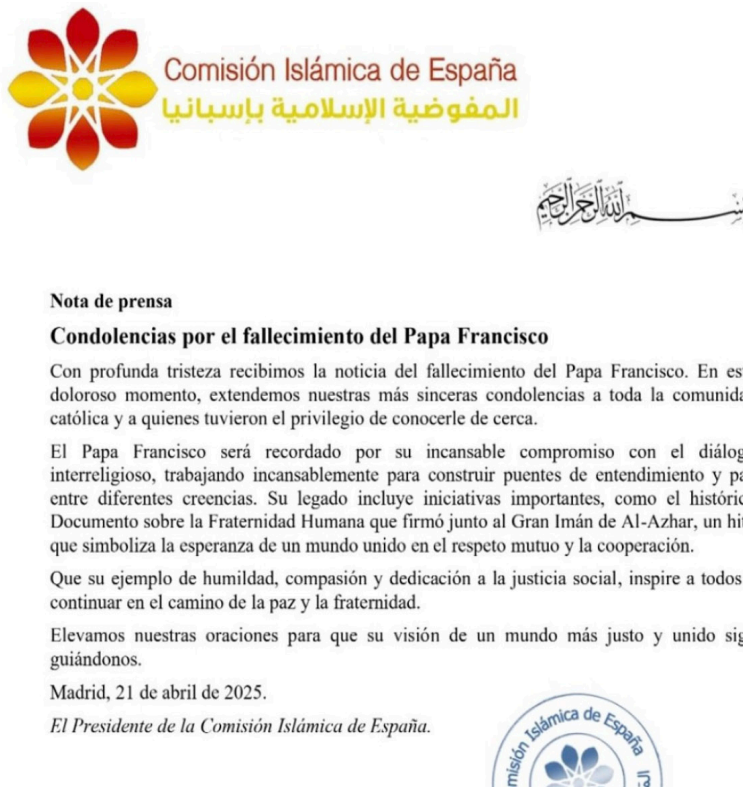 Comisión Islámica de España
المفوضية الإسلامية بإسبانيا
بسم الله الرحمن الرحيم
Nota de prensa
Condolencias por el fallecimiento del Papa Francisco
Con profunda tristeza recibimos la noticia del fallecimiento del Papa Francisco. En es
doloroso momento, extendemos nuestras más sinceras condolencias a toda la comunida
católica y a quienes tuvieron el privilegio de conocerle de cerca.
El Papa Francisco será recordado por su incansable compromiso con el diálog
interreligioso, trabajando incansablemente para construir puentes de entendimiento y pa
entre diferentes creencias. Su legado incluye iniciativas importantes, como el históric
Documento sobre la Fraternidad Humana que firmó junto al Gran Imán de Al-Azhar, un hi
que simboliza la esperanza de un mundo unido en el respeto mutuo y la cooperación.
Que su ejemplo de humildad, compasión y dedicación a la justicia social, inspire a todos
continuar en el camino de la paz y la fraternidad.
Elevamos nuestras oraciones para que su visión de un mundo más justo y unido sig
guiándonos.
Madrid, 21 de abril de 2025.
El Presidente de la Comisión Islámica de España.
misión Islámica de España